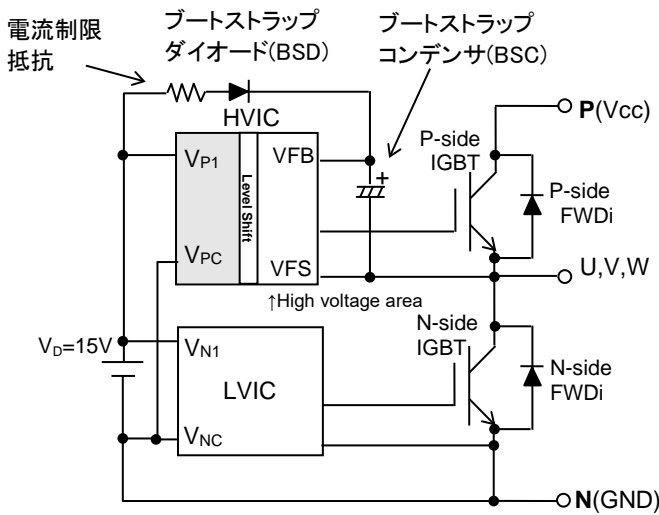 電流制限
抵抗
ブートストラップ
ダイオード(BSD)
ブートストラップ
コンデンサ(BSC)
HVIC
P(Vcc)
VP1
Level Shift
VFB
+
P-side
IGBT
P-side
FWDi
VPC
VFS
U,V,W
↑High voltage area
VD=15V
VN1
LVIC
N-side
IGBT
N-side
FWDi
VNC
N(GND)